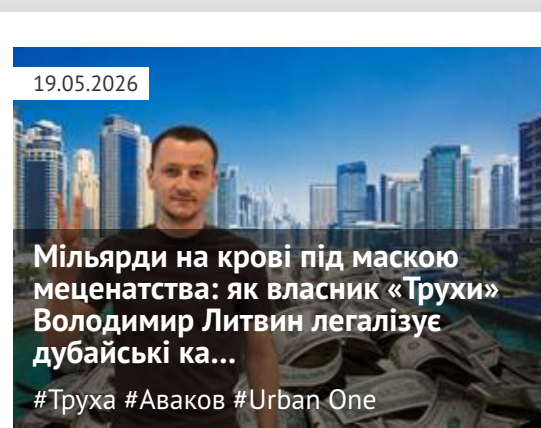 19.05.2026
Мільярди на крові під маскою
меценатства: як власник «Трухи»
Володимир Литвин легалізує
дубайські ка...
#Труха #Аваков #Urban One